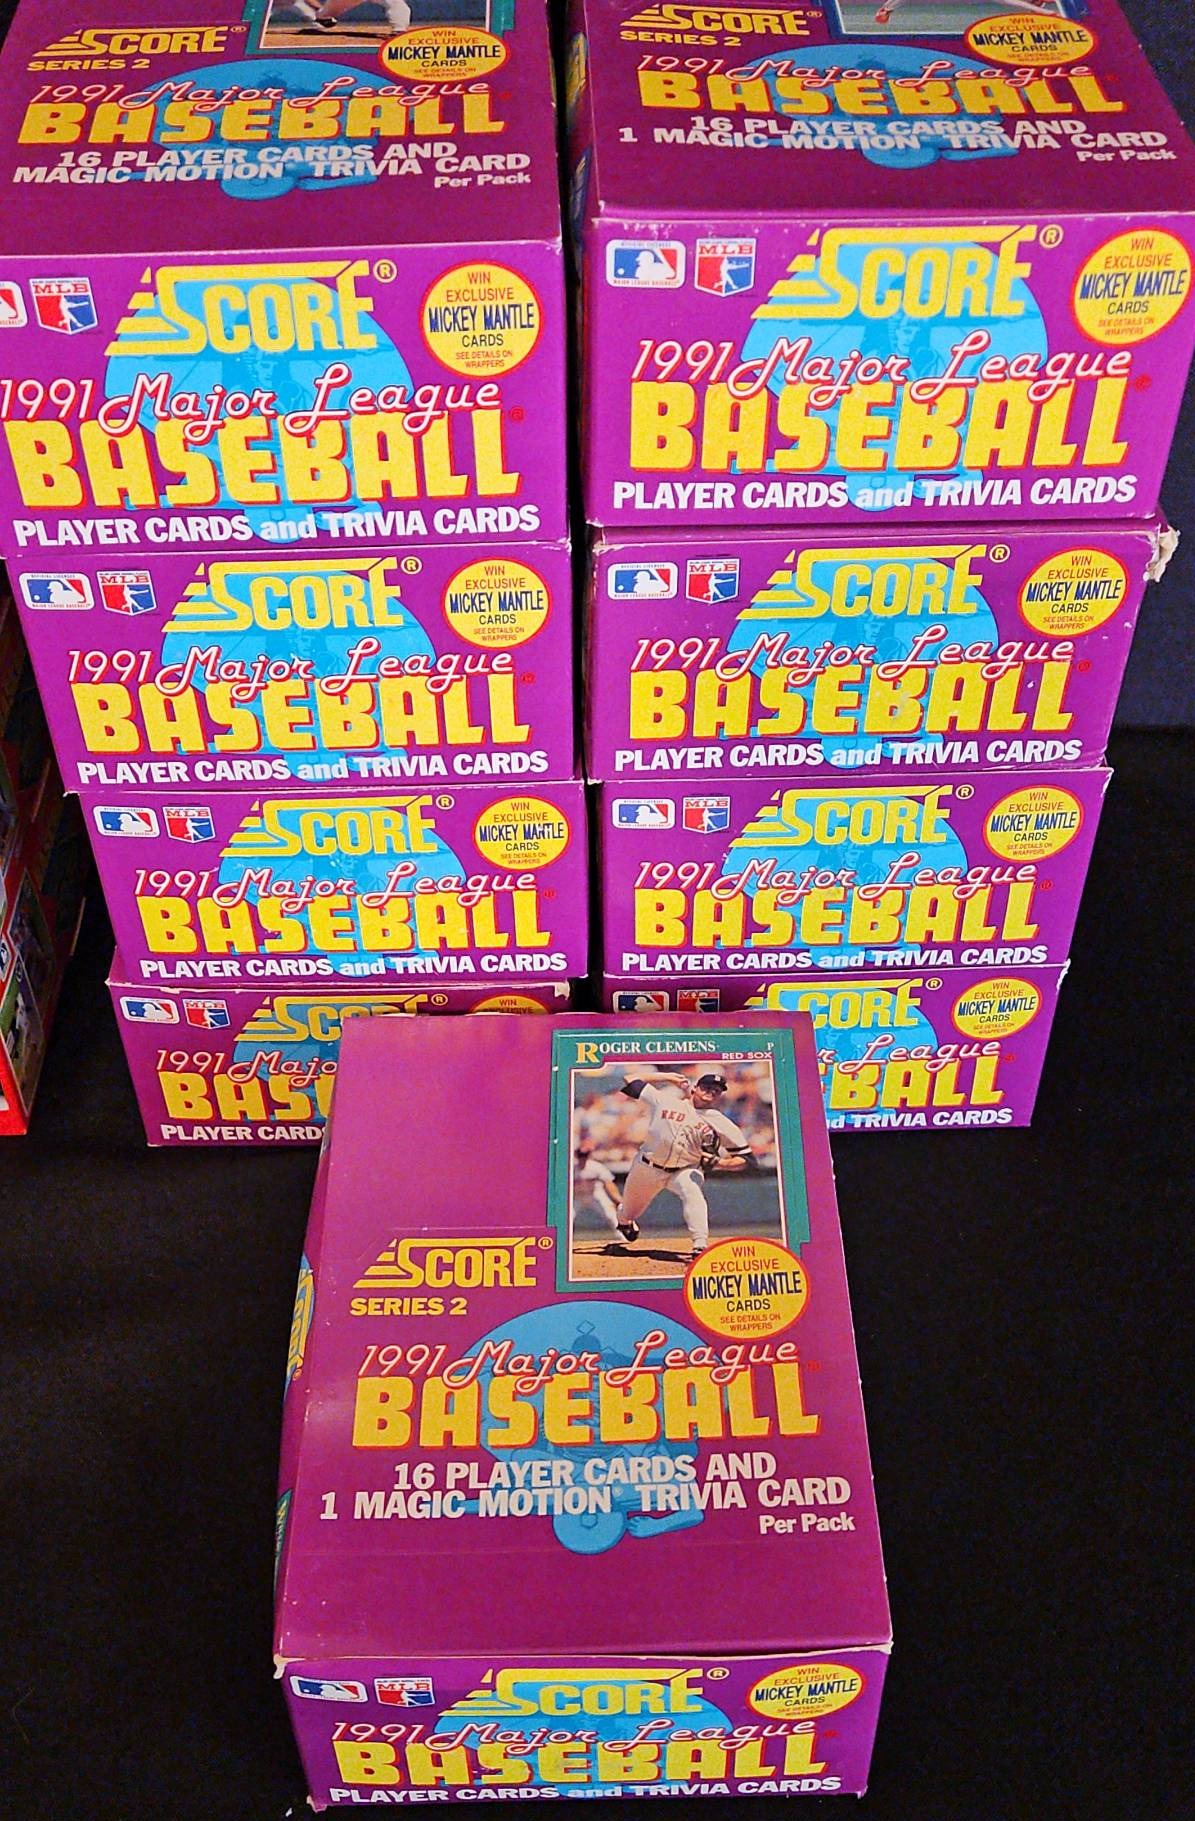 SCORE®
SERIES 2
WIN
EXCLUSIVE
MICKEY MANTLE
CARDS
SEE DETAILS ON
WRAPPERS
1991 Major League
BASEBALL
16 PLAYER CARDS AND
MAGIC MOTION TRIVIA CARD
Per Pack
SCORE®
SERIES 2
WIN
EXCLUSIVE
MICKEY MANTLE
CARDS
SEE DETAILS ON
WRAPPERS
1991 Major League
BASEBALL
16 PLAYER CARDS AND
1 MAGIC MOTION TRIVIA CARD
Per Pack
MLB
SCORE®
WIN
EXCLUSIVE
MICKEY MANTLE
CARDS
SEE DETAILS ON
WRAPPERS
1991 Major League
BASEBALL
PLAYER CARDS and TRIVIA CARDS
MLB
SCORE®
WIN
EXCLUSIVE
MICKEY MANTLE
CARDS
SEE DETAILS ON
WRAPPERS
1991 Major League
BASEBALL
PLAYER CARDS and TRIVIA CARDS
MLB
SCORE®
WIN
EXCLUSIVE
MICKEY MANTLE
CARDS
SEE DETAILS ON
WRAPPERS
1991 Major League
BASEBALL
PLAYER CARDS and TRIVIA CARDS
MLB
SCORE®
WIN
EXCLUSIVE
MICKEY MANTLE
CARDS
SEE DETAILS ON
WRAPPERS
1991 Major League
BASEBALL
PLAYER CARDS and TRIVIA CARDS
MLB
SCORE®
WIN
EXCLUSIVE
MICKEY MANTLE
CARDS
SEE DETAILS ON
WRAPPERS
1991 Major League
BASEBALL
PLAYER CARDS and TRIVIA CARDS
MLB
SCORE®
WIN
EXCLUSIVE
MICKEY MANTLE
CARDS
SEE DETAILS ON
WRAPPERS
1991 Major League
BASEBALL
PLAYER CARDS and TRIVIA CARDS
MLB
SCO
®
WIN
1991 Majo
BAS
PLAYER CARD
MLB
SCORE®
WIN
EXCLUSIVE
MICKEY MANTLE
CARDS
SEE DETAILS ON
WRAPPERS
r League
EBALL
nd TRIVIA CARDS
ROGER CLEMENS P
RED SOX
RED SO
SCORE®
SERIES 2
WIN
EXCLUSIVE
MICKEY MANTLE
CARDS
SEE DETAILS ON
WRAPPERS
1991 Major League
BASEBALL
16 PLAYER CARDS AND
1 MAGIC MOTION® TRIVIA CARD
Per Pack
MLB
SCORE®
WIN
EXCLUSIVE
MICKEY MANTLE
CARDS
SEE DETAILS ON
WRAPPERS
1991 Major League
BASEBALL
PLAYER CARDS and TRIVIA CARDS